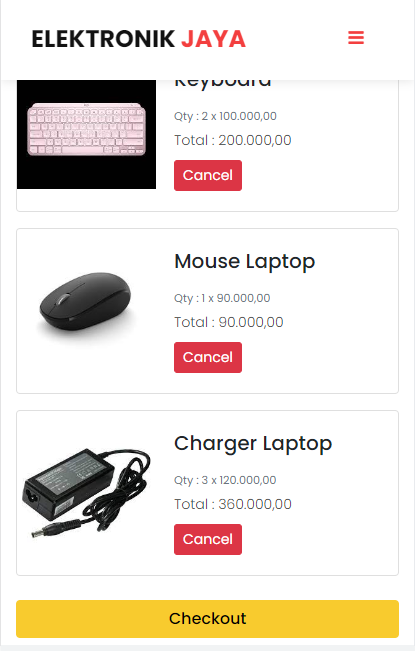 ELEKTRONIK JAYA
Keyboard
Qty : 2 x 100.000,00
Total : 200.000,00
Cancel
Mouse Laptop
Qty : 1 x 90.000,00
Total : 90.000,00
Cancel
Charger Laptop
Qty : 3 x 120.000,00
Total : 360.000,00
Cancel
Checkout